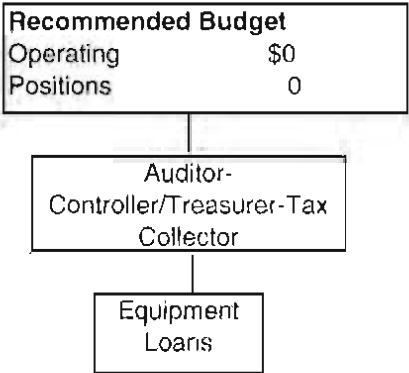 Recommended Budget
Operating $0
Positions 0
Auditor-
Controller/Treasurer-Tax
Collector
Equipment
Loans